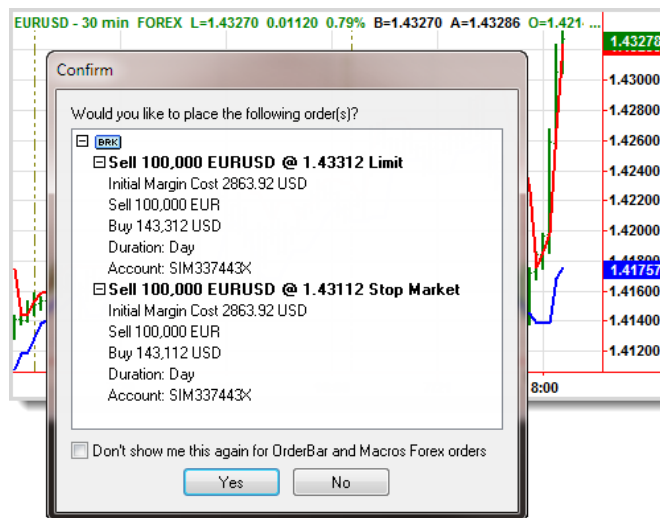 EURUSD - 30 min FOREX L=1.43270 0.01120 0.79% B=1.43270 A=1.43286 O=1.421 ...
1.43278
Confirm
1.43000
Would you like to place the following order(s)?
1.42800
BRK
1.42600
Sell 100,000 EURUSD @ 1.43312 Limit
1.42400
Initial Margin Cost 2863.92 USD
Sell 100,000 EUR
1.42200
Buy 143,312 USD
1.42000
Duration: Day
Account: SIM337443X
1.41757
Sell 100,000 EURUSD @ 1.43112 Stop Market
1.41600
Initial Margin Cost 2863.92 USD
Sell 100,000 EUR
1.41400
Buy 143,112 USD
1.41200
Duration: Day
Account: SIM337443X
8:00
Don't show me this again for OrderBar and Macros Forex orders
Yes No